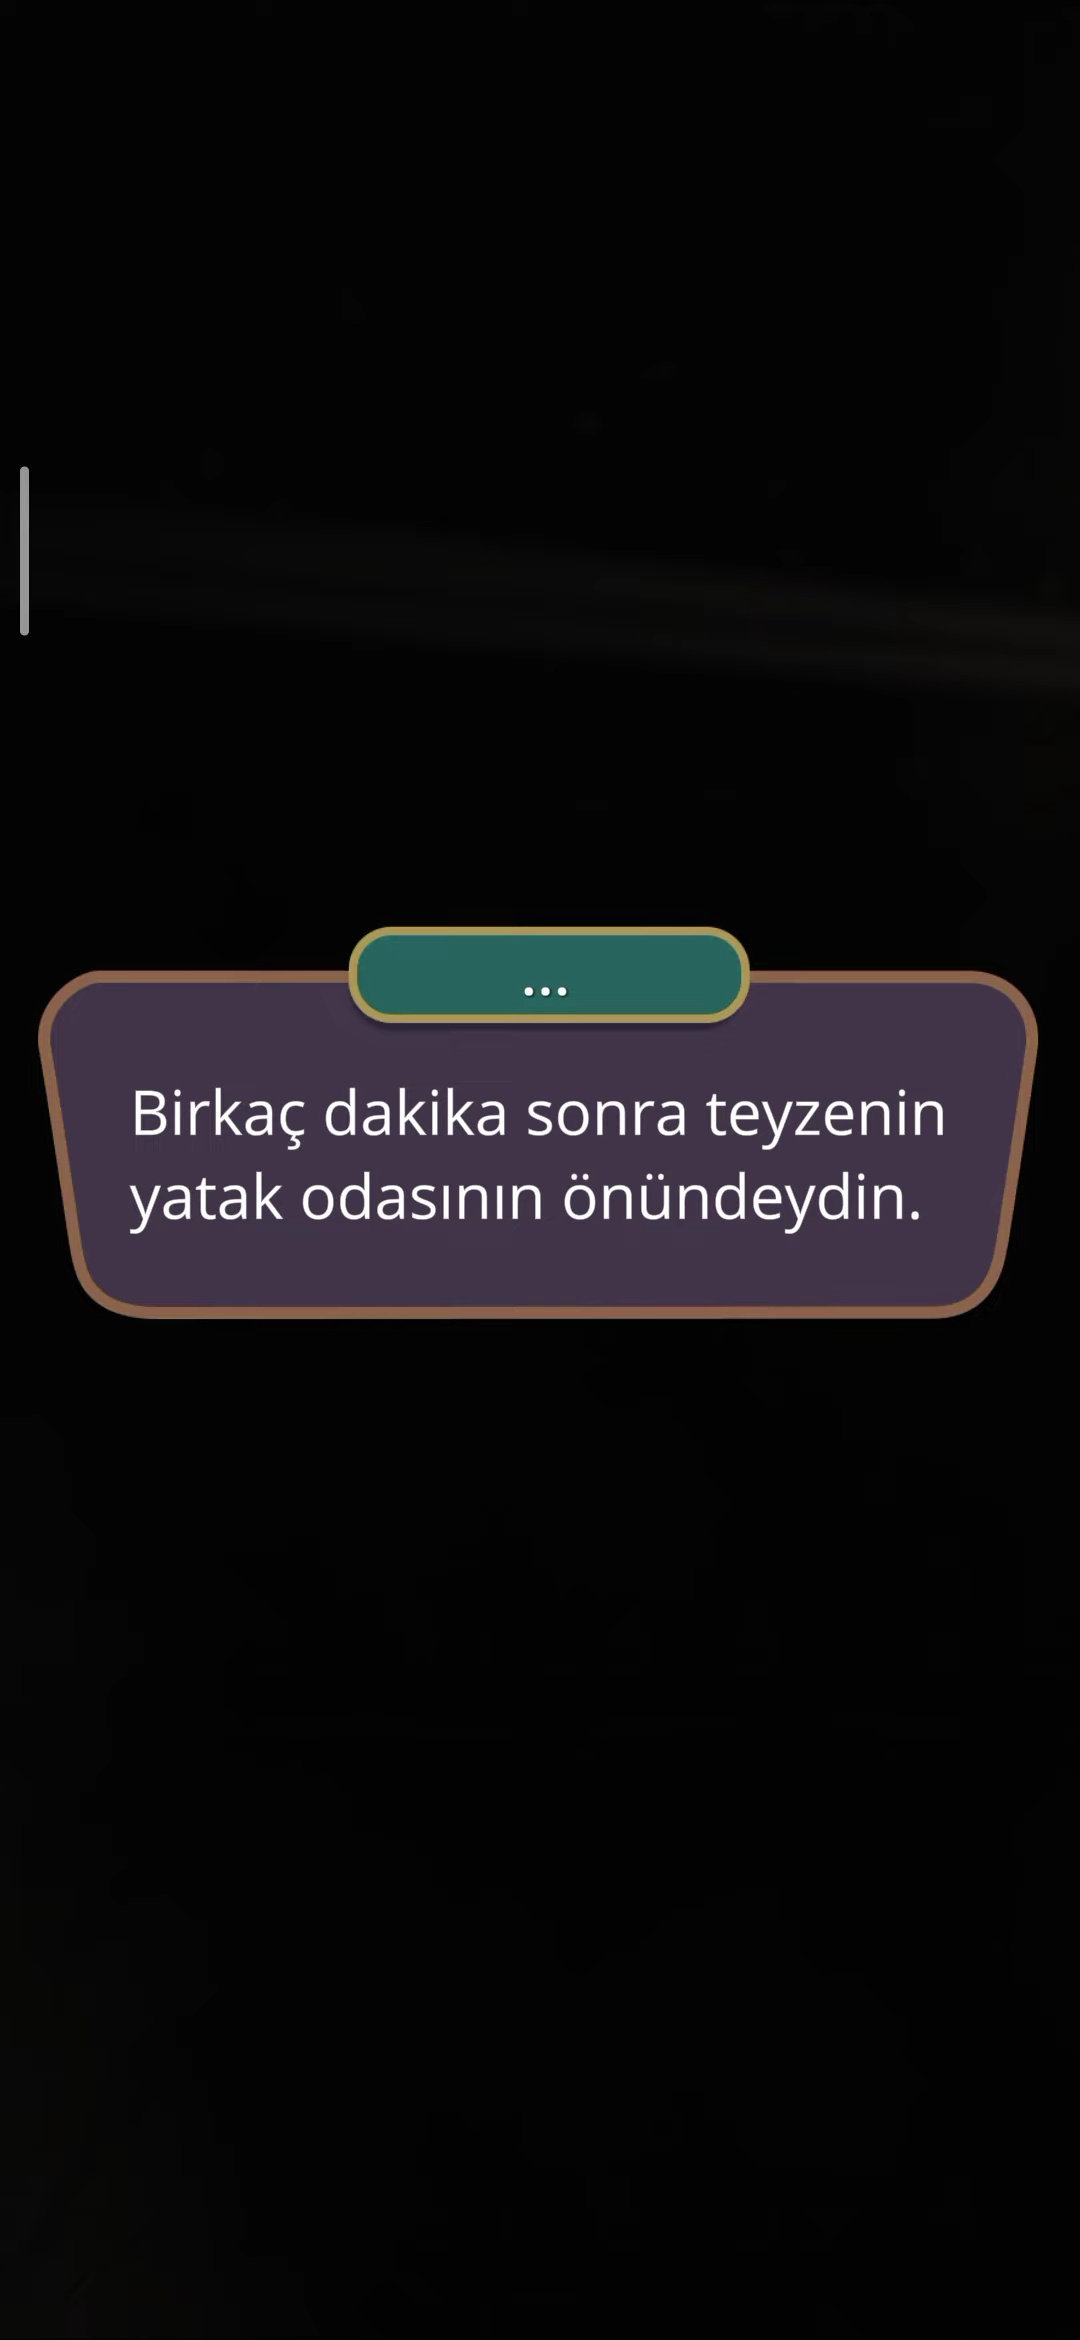 ...
Birkaç dakika sonra teyzenin
yatak odasının önündeydin.